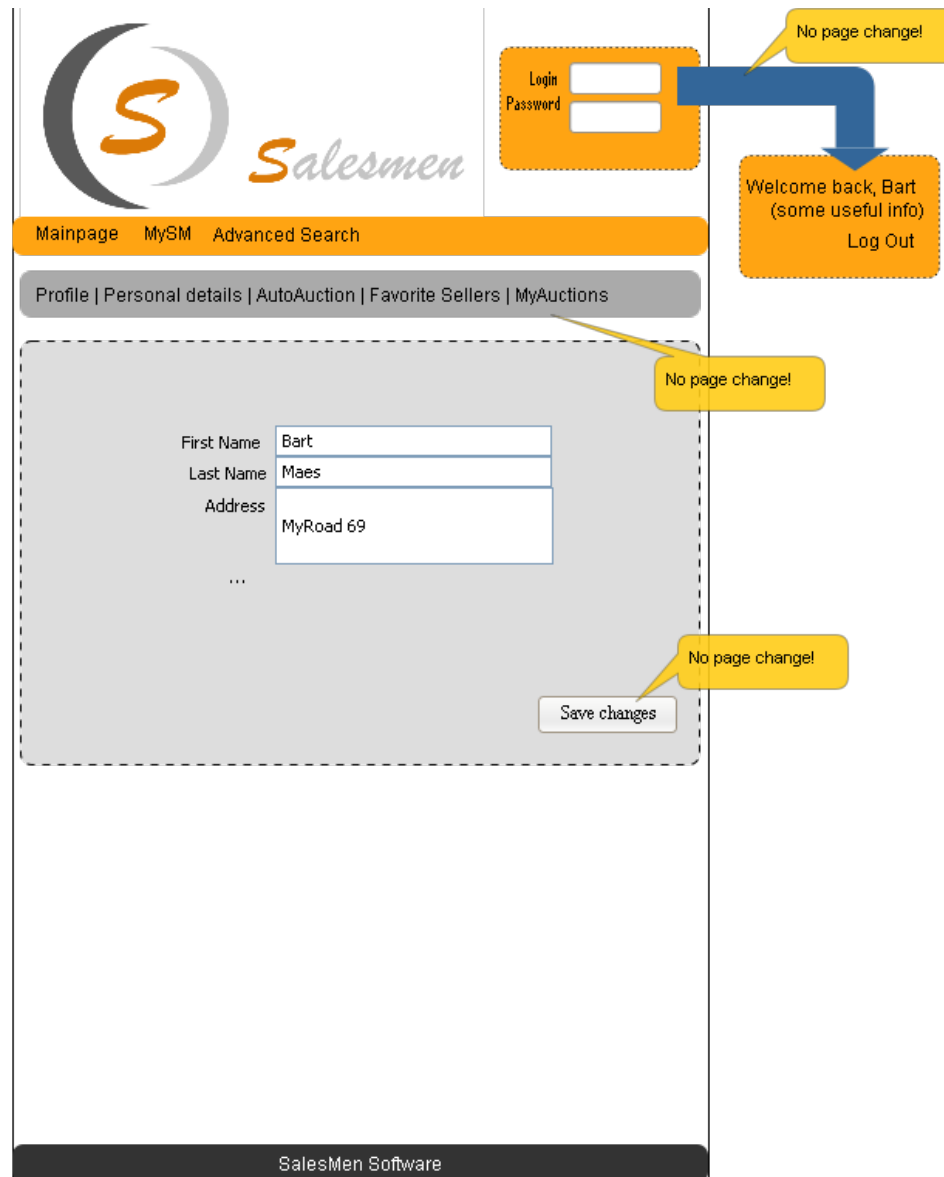 No page change!
Login
Password
S
Salesmen
Welcome back, Bart
(some useful info)
Log Out
Mainpage MySM Advanced Search
Profile | Personal details | AutoAuction | Favorite Sellers | MyAuctions
No page change!
First Name Bart
Last Name Maes
Address
MyRoad 69
...
No page change!
Save changes
SalesMen Software